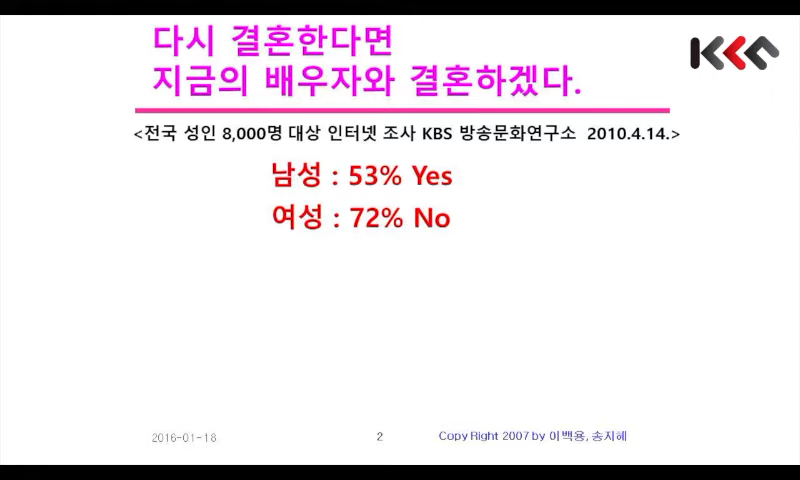 다시 결혼한다면
지금의 배우자와 결혼하겠다.
<전국 성인 8,000명 대상 인터넷 조사 KBS 방송문화연구소 2010.4.14.>
남성 : 53% Yes
여성 : 72% No
2016-01-18
2
Copy Right 2007 by 이백용, 송지혜